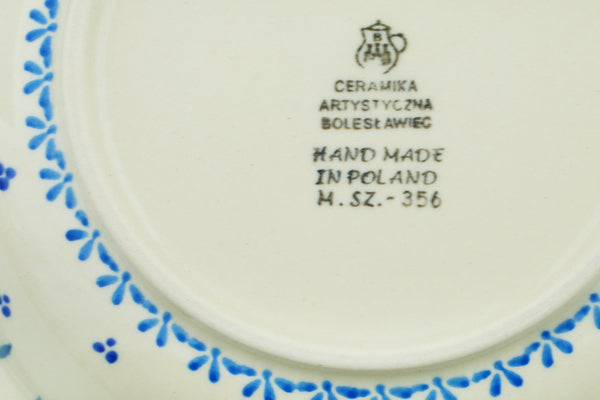 B
CERAMIKA
ARTYSTYCZNA
BOLESŁAWIEC
HAND MADE
IN POLAND
M. SZ.- 356